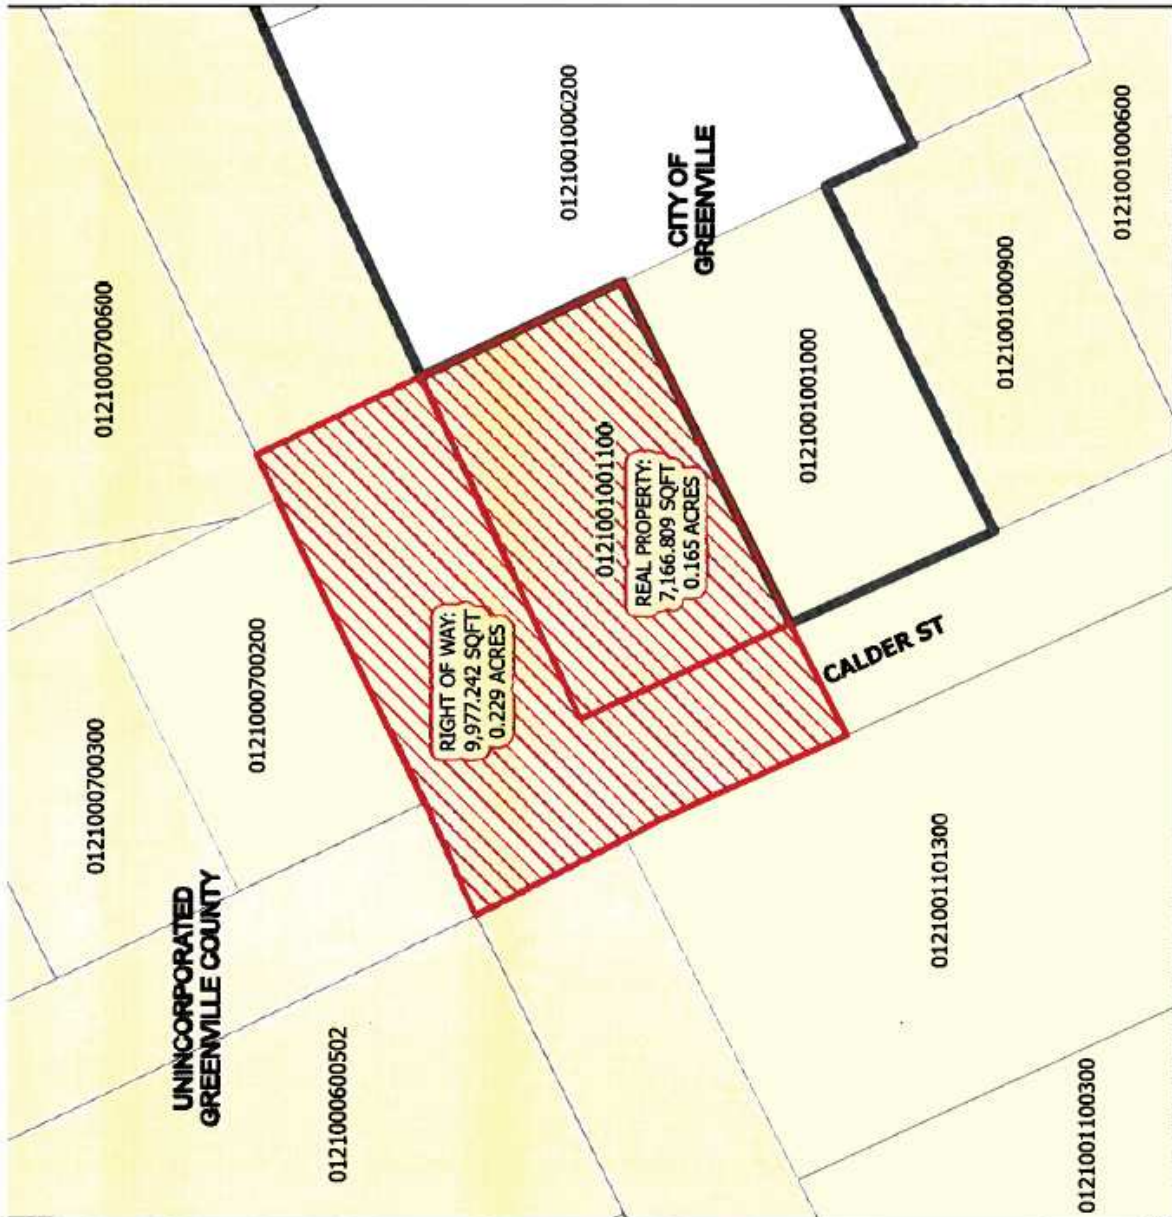 UNINCORPORATED
GREENVILLE COUNTY
0121000600502
0121000700300
0121000700200
0121000700600
RIGHT OF WAY:
9,977.242 SQFT
0.229 ACRES
0121001001100
REAL PROPERTY:
7,166.809 SQFT
0.165 ACRES
0121001000200
CITY OF
GREENVILLE
0121001001000
CALDER ST
0121001101300
0121001000900
0121001100300
0121001000600